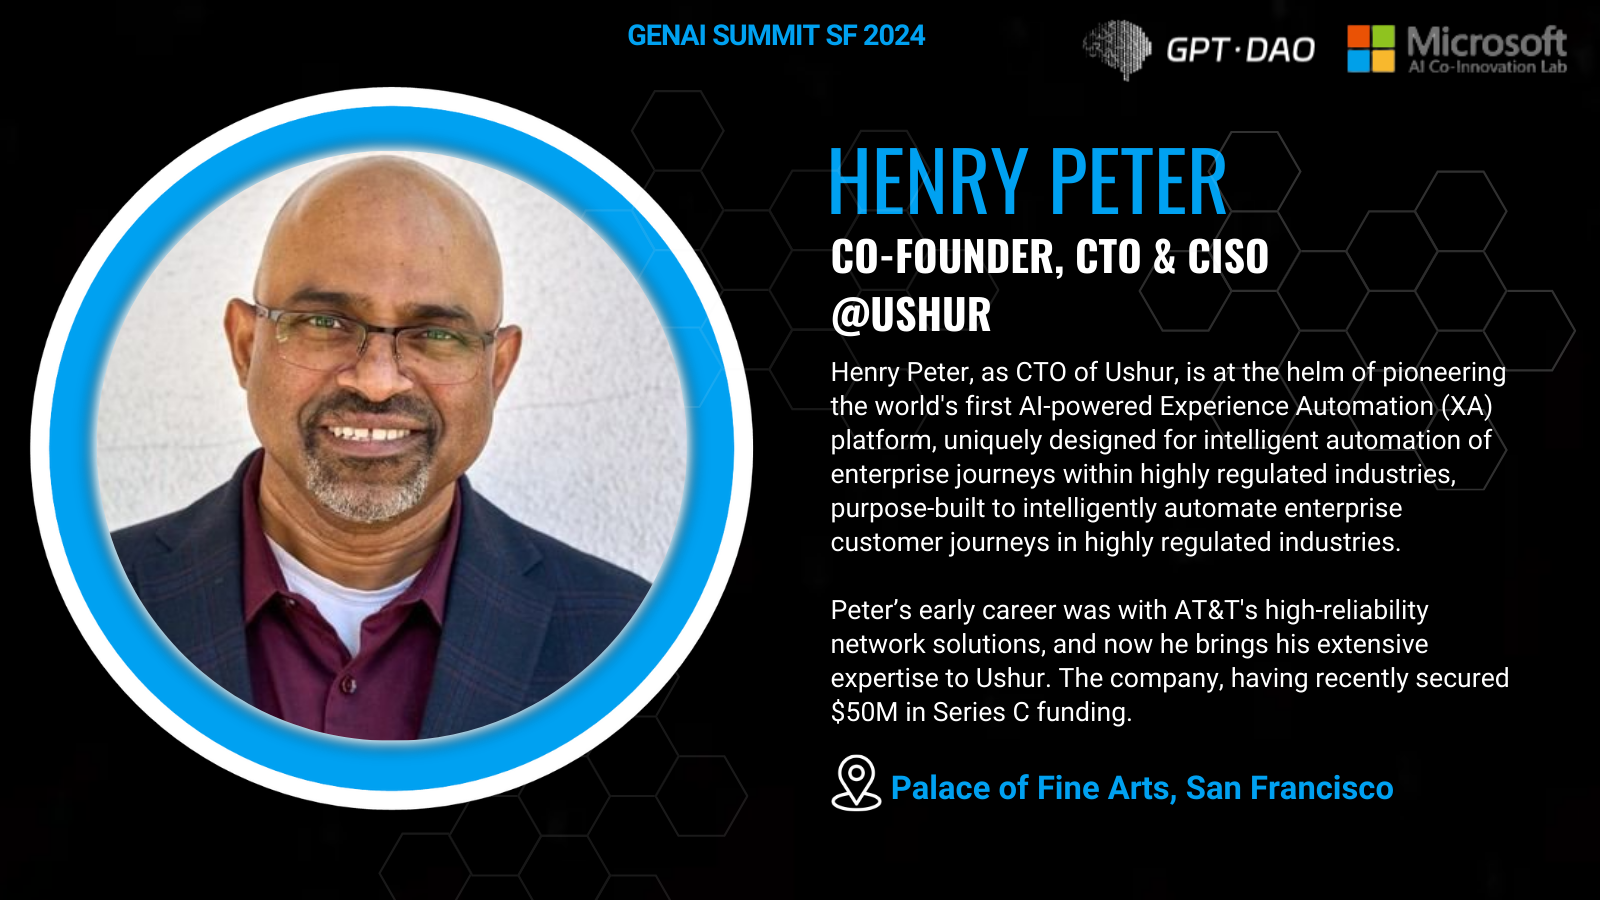 GENAI SUMMIT SF 2024
GPT·DAO
Microsoft
AI Co-Innovation Lab
HENRY PETER
CO-FOUNDER, CTO & CISO
@USHUR
Henry Peter, as CTO of Ushur, is at the helm of pioneering
the world's first AI-powered Experience Automation (XA)
platform, uniquely designed for intelligent automation of
enterprise journeys within highly regulated industries,
purpose-built to intelligently automate enterprise
customer journeys in highly regulated industries.
Peter’s early career was with AT&T's high-reliability
network solutions, and now he brings his extensive
expertise to Ushur. The company, having recently secured
$50M in Series C funding.
Palace of Fine Arts, San Francisco